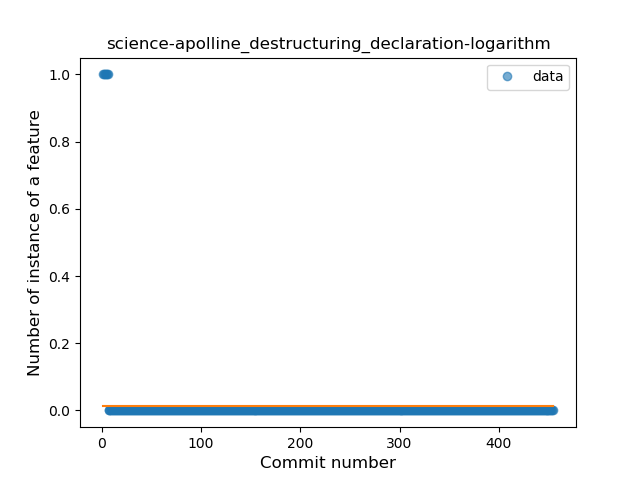 science-apolline_destructuring_declaration-logarithm
data
1.0
0.8
0.6
0.4
0.2
0.0
Number of instance of a feature
0 100 200 300 400
Commit number